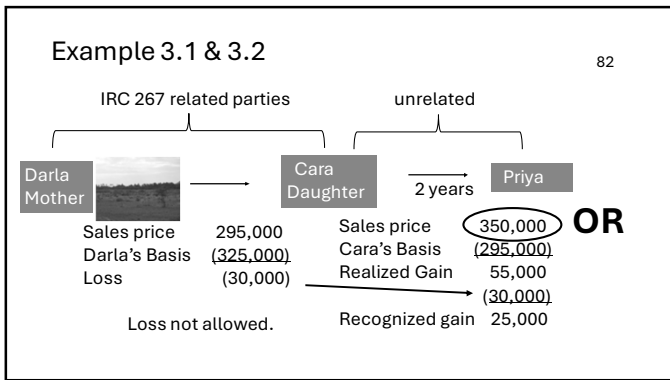 Example 3.1 & 3.2
82
IRC 267 related parties
unrelated
Darla
Mother
Cara
Daughter
2 years
Priya
Sales price 295,000
Darla's Basis (325,000)
Loss (30,000)
Loss not allowed.
Sales price 350,000 OR
Cara's Basis (295,000)
Realized Gain 55,000
(30,000)
Recognized gain 25,000